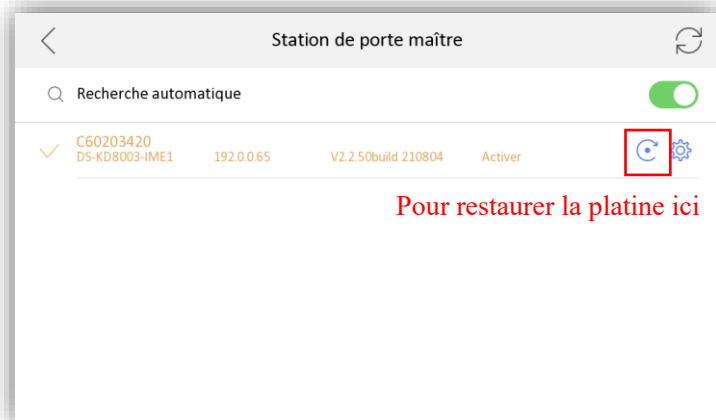 Station de porte maître
Recherche automatique
C60203420
DS-KD8003-IME1 192.0.0.65 V2.2.50build 210804 Activer
Pour restaurer la platine ici